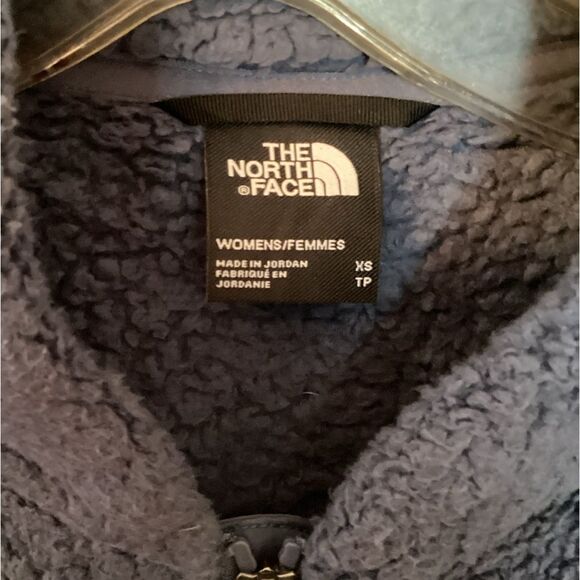 THE
NORTH
® FACE
WOMENS/FEMMES
MADE IN JORDAN XS
FABRIQUÉ EN TP
JORDANIE